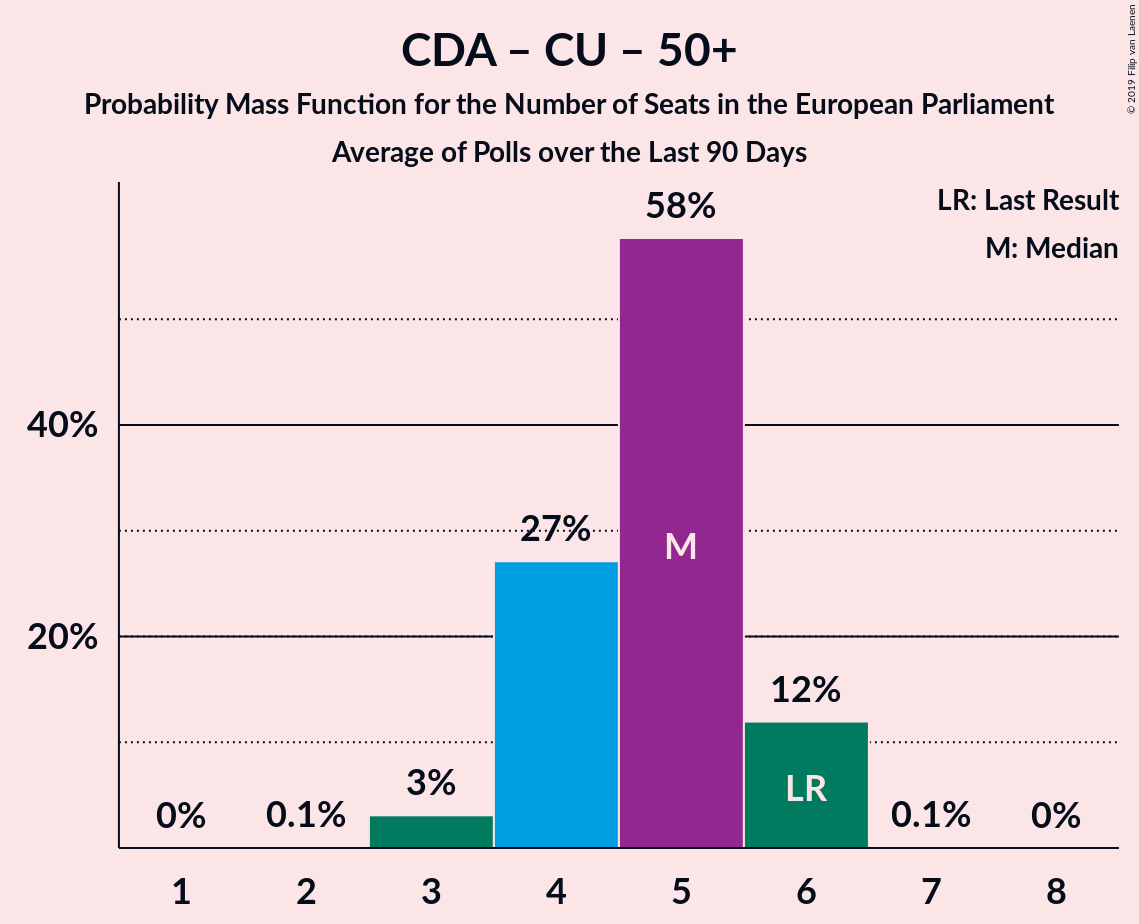 CDA – CU – 50+
Probability Mass Function for the Number of Seats in the European Parliament
Average of Polls over the Last 90 Days
© 2019 Filip van Laenen
LR: Last Result
M: Median
58%
40%
27%
M
20%
12%
3%
LR
0%
0.1%
0.1%
0%
1 2 3 4 5 6 7 8